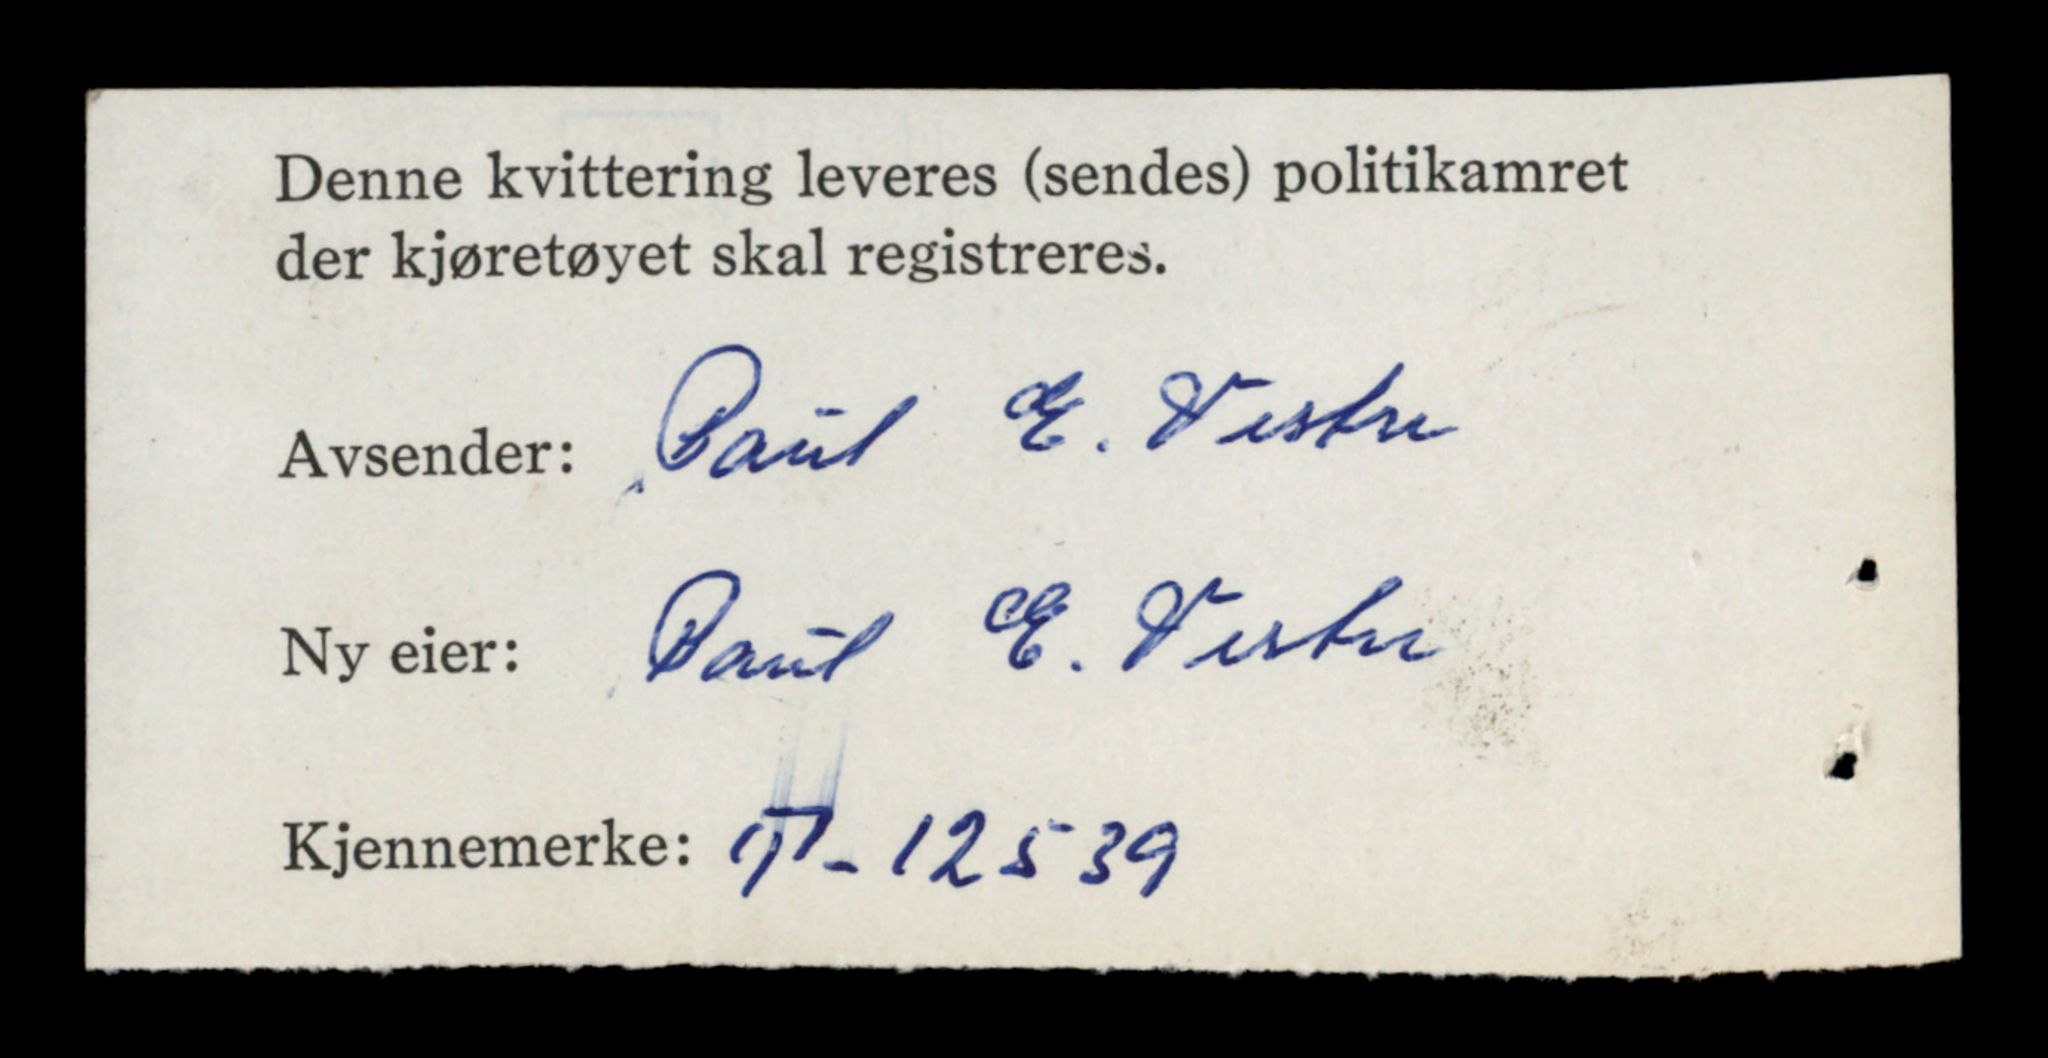 Denne kvittering leveres (sendes) politikamret
der kjøretøyet skal registreres.
Avsender: Paul E. Vestre
Ny eier: Paul E. Vestre
Kjennemerke: T-12539